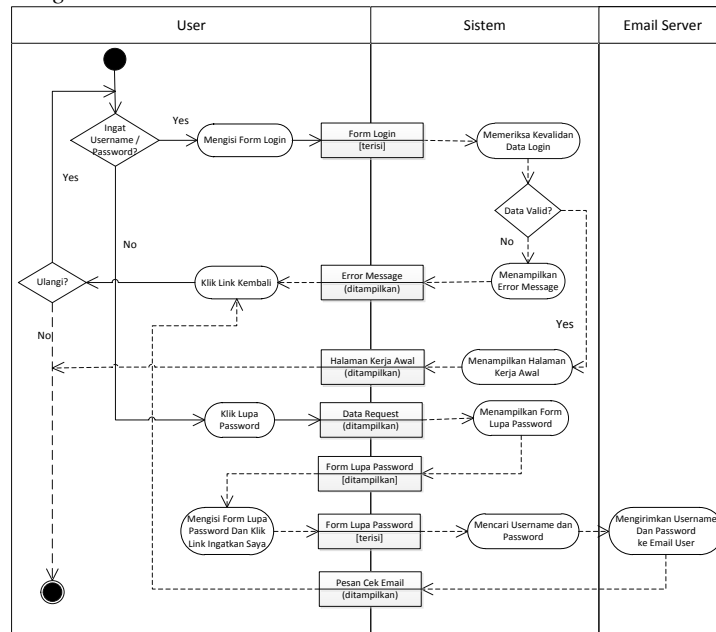 User
Sistem
Email Server
Ingat
Username /
Password?
Yes
Mengisi Form Login
Form Login
[terisi]
Memeriksa Kevalidan
Data Login
Yes
Data Valid?
No
No
Ulangi?
Klik Link Kembali
Error Message
(ditampilkan)
Menampilkan
Error Message
Yes
No
Halaman Kerja Awal
(ditampilkan)
Menampilkan Halaman
Kerja Awal
Klik Lupa
Password
Data Request
(ditampilkan)
Menampilkan Form
Lupa Password
Form Lupa Password
[ditampilkan]
Mengisi Form Lupa
Password Dan Klik
Link Ingatkan Saya
Form Lupa Password
[terisi]
Mencari Username dan
Password
Mengirimkan Username
Dan Password
ke Email User
Pesan Cek Email
(ditampilkan)